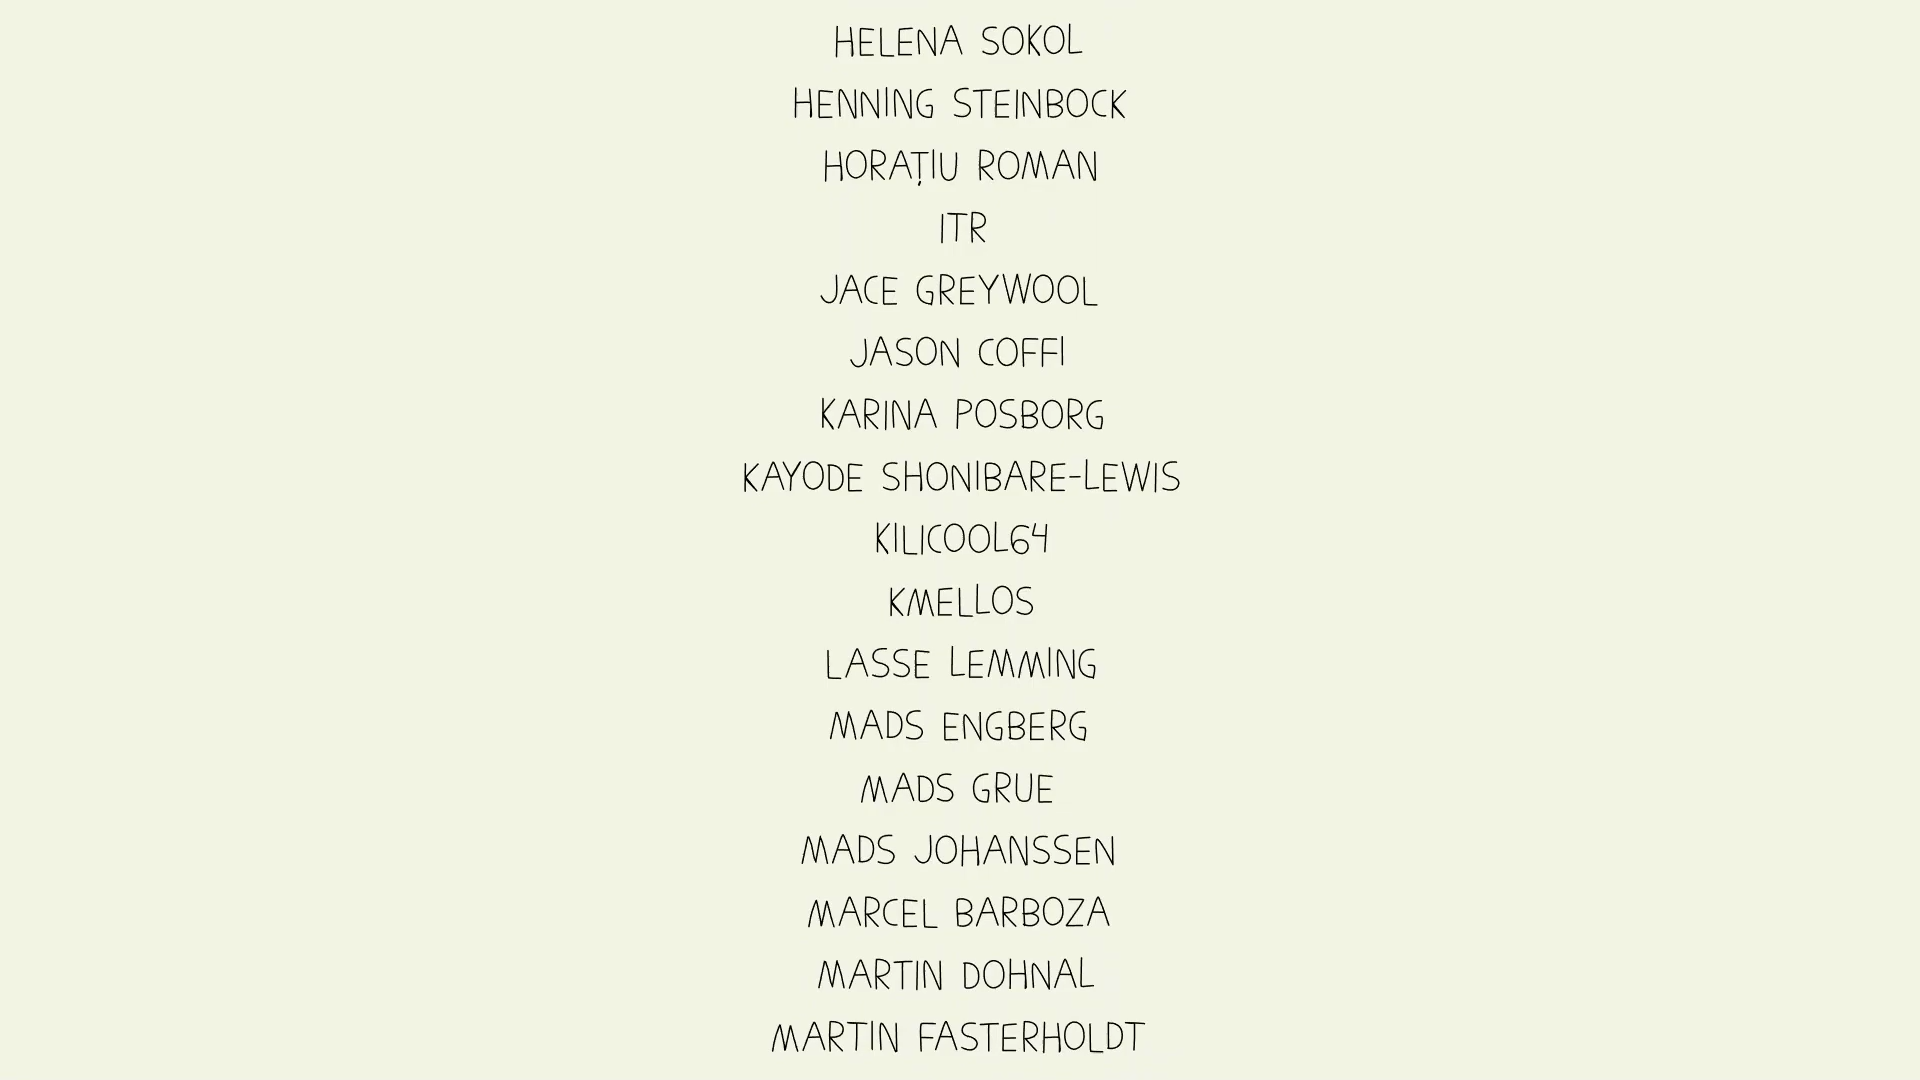 HELENA SOKOL
HENNING STEINBOCK
HORAȚIU ROMAN
ITR
JACE GREYWOOL
JASON COFFI
KARINA POSBORG
KAYODE SHONIBARE-LEWIS
KILICOOL64
KMELLOS
LASSE LEMMING
MADS ENGBERG
MADS GRUE
MADS JOHANSSEN
MARCEL BARBOZA
MARTIN DOHNAL
MARTIN FASTERHOLDT